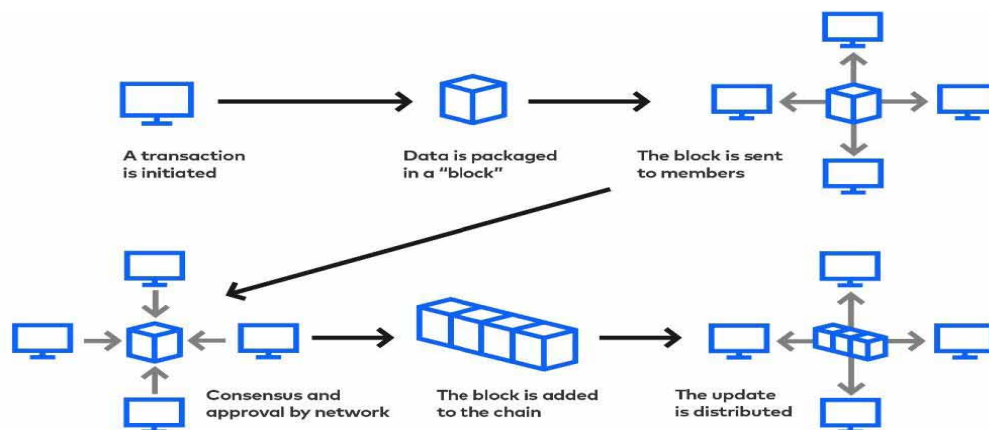 A transaction
is initiated
Data is packaged
in a “block”
The block is sent
to members
Consensus and
approval by network
The block is added
to the chain
The update
is distributed